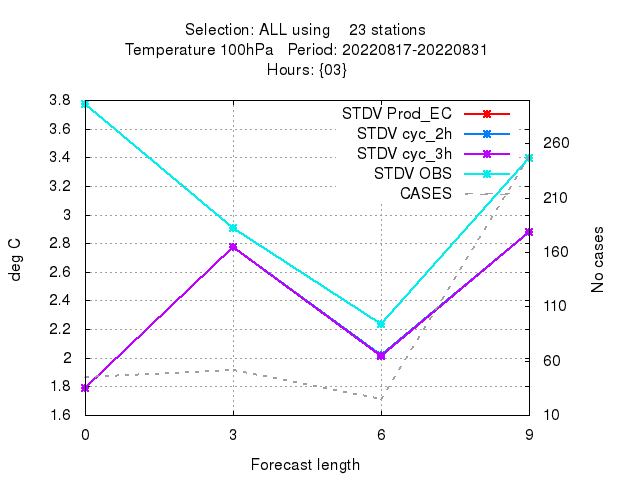 Selection: ALL using 23 stations
Temperature 100hPa Period: 20220817-20220831
Hours: {03}
STDV Prod_EC
STDV cyc_2h
STDV cyc_3h
STDV OBS
CASES
3.8
3.6
3.4
3.2
3
2.8
2.6
2.4
2.2
2
1.8
1.6
deg C
260
210
160
110
60
10
No cases
0 3 6 9
Forecast length